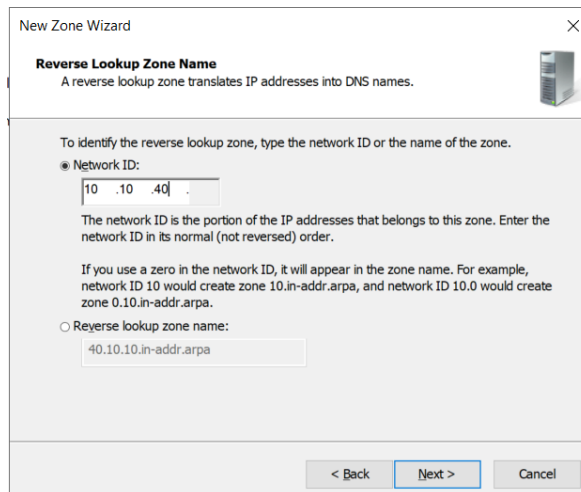 New Zone Wizard
Reverse Lookup Zone Name
A reverse lookup zone translates IP addresses into DNS names.
To identify the reverse lookup zone, type the network ID or the name of the zone.
Network ID:
10 .10 .40 .
The network ID is the portion of the IP addresses that belongs to this zone. Enter the
network ID in its normal (not reversed) order.
If you use a zero in the network ID, it will appear in the zone name. For example,
network ID 10 would create zone 10.in-addr.arpa, and network ID 10.0 would create
zone 0.10.in-addr.arpa.
Reverse lookup zone name:
40.10.10.in-addr.arpa
< Back Next > Cancel